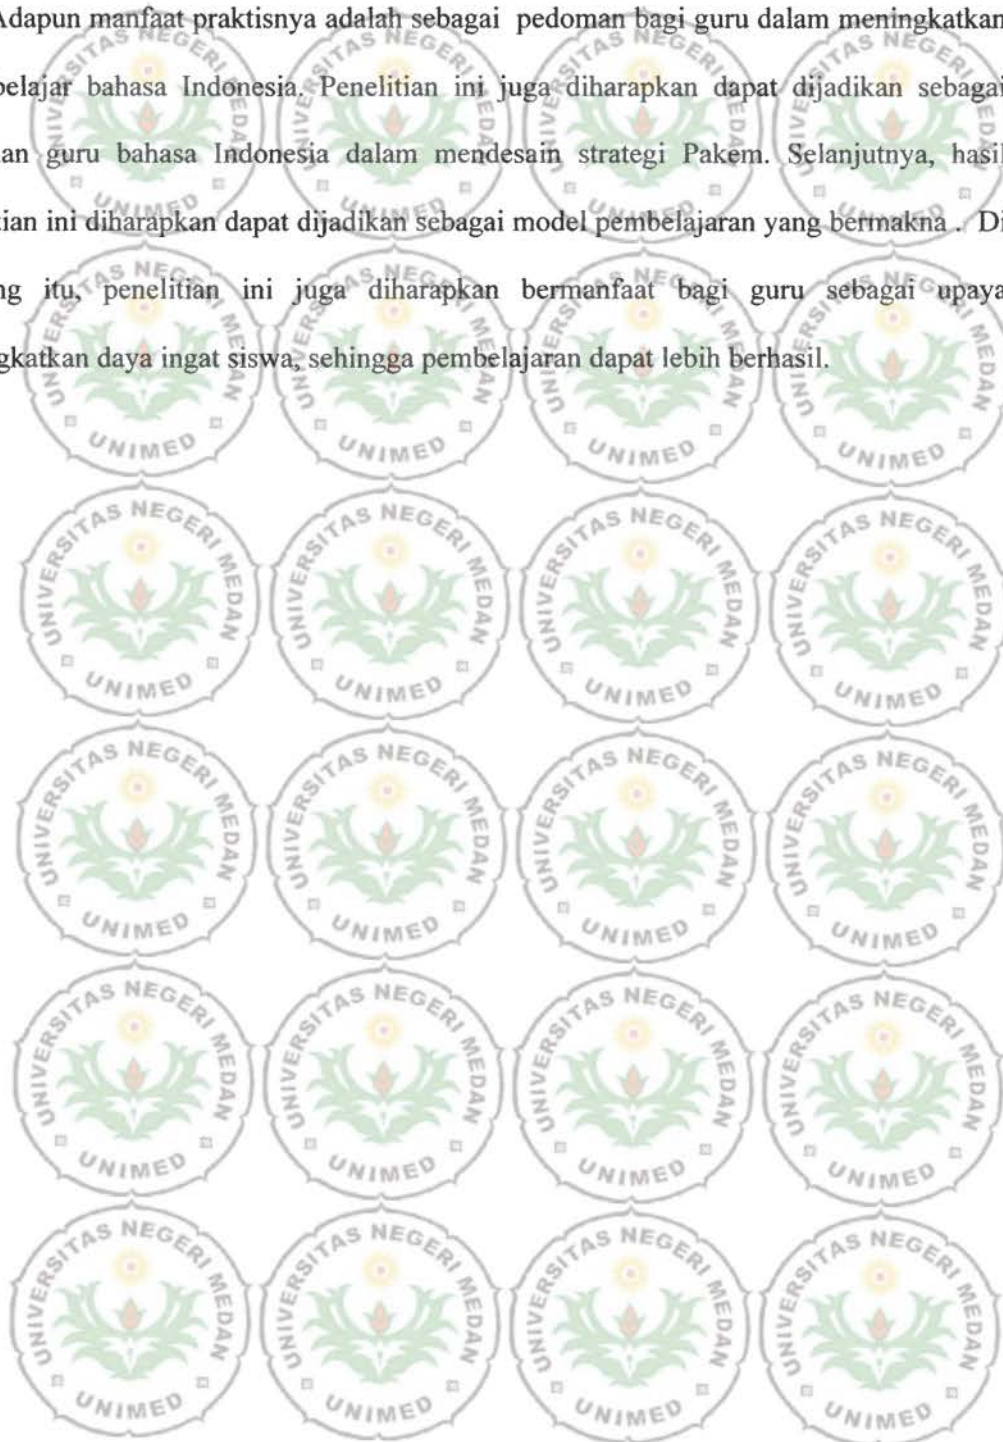 Adapun manfaat praktisnya adalah sebagai pedoman bagi guru dalam meningkatkan
belajar bahasa Indonesia. Penelitian ini juga diharapkan dapat dijadikan sebagai
an guru bahasa Indonesia dalam mendesain strategi Pakem. Selanjutnya, hasil
tian ini diharapkan dapat dijadikan sebagai model pembelajaran yang bermakna . Di
ng itu, penelitian ini juga diharapkan bermanfaat bagi guru sebagai upaya
gkatkan daya ingat siswa, sehingga pembelajaran dapat lebih berhasil.
UNIVERSITAS NEGERI MEDAN
UNIMED